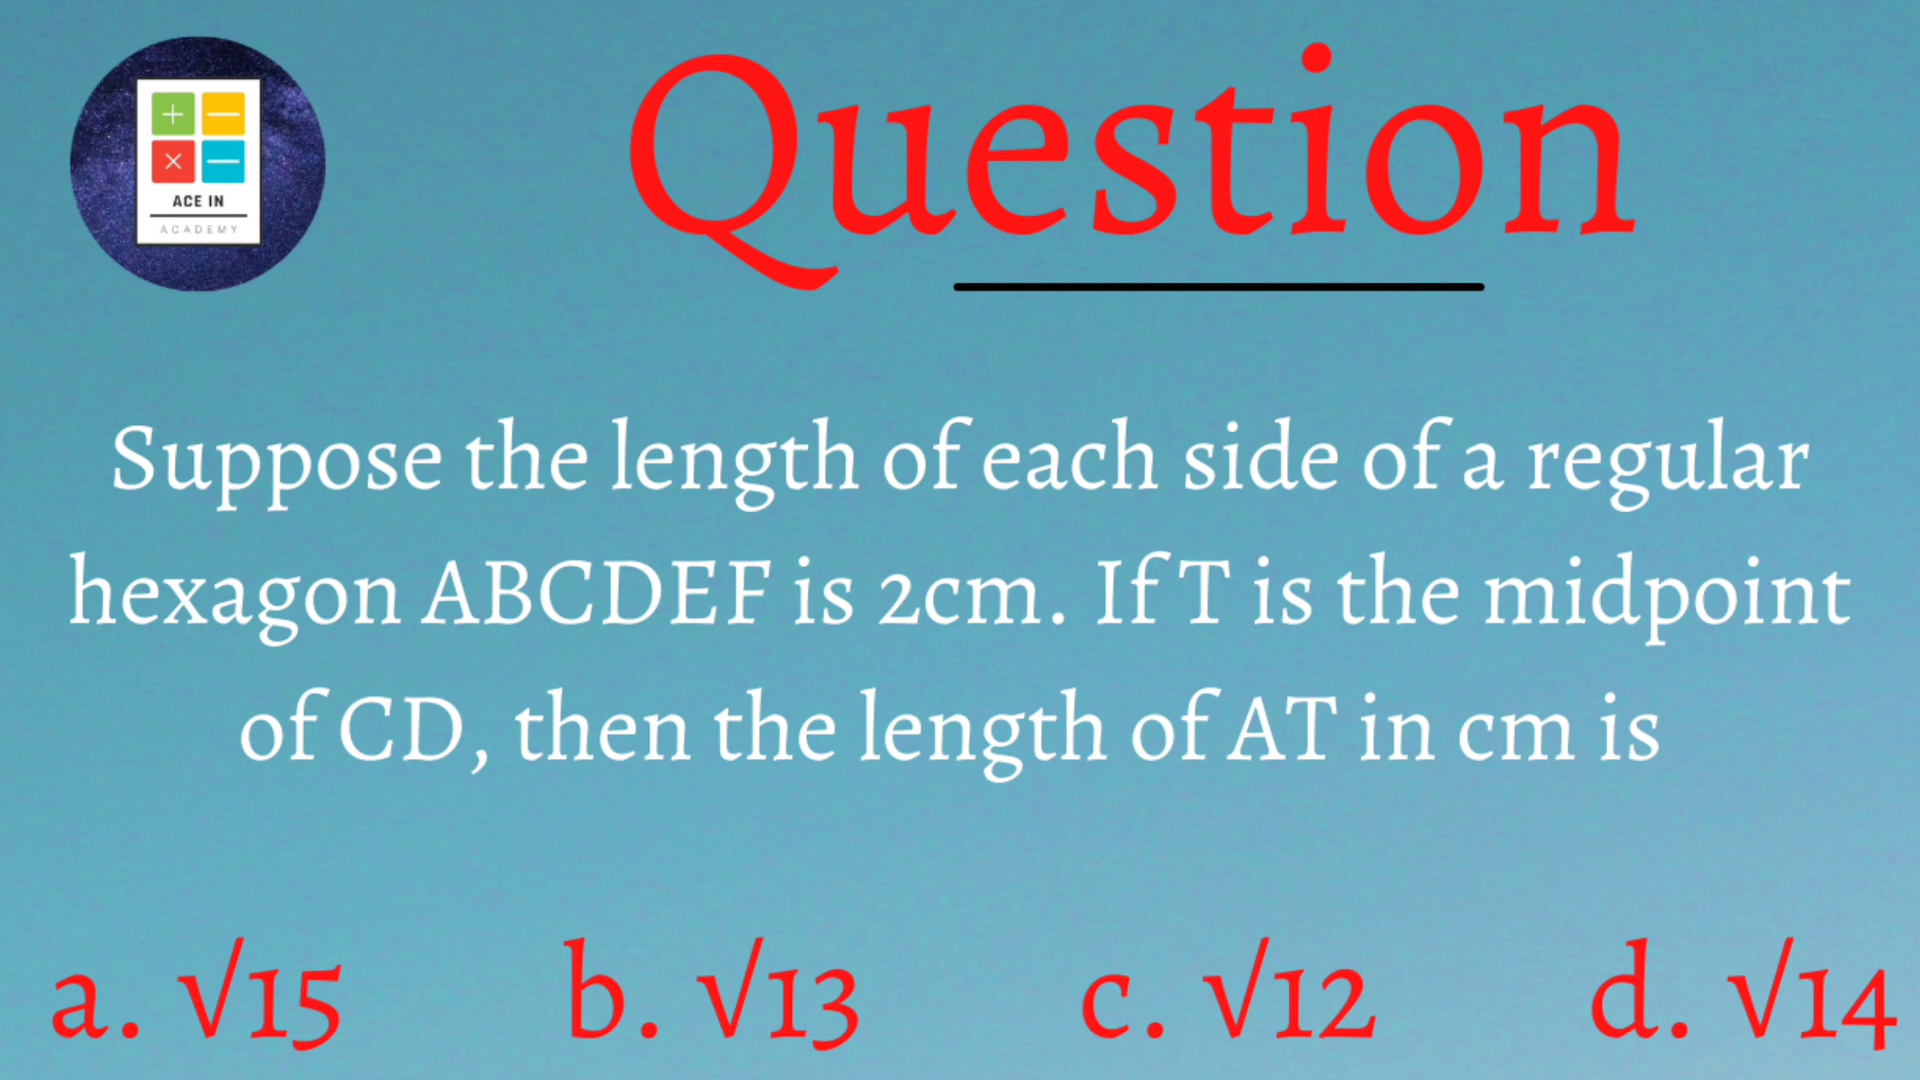 ACE IN
ACADEMY
Question
Suppose the length of each side of a regular
hexagon ABCDEF is 2cm. If T is the midpoint
of CD, then the length of AT in cm is
a. √15 b. √13 c. √12 d. √14